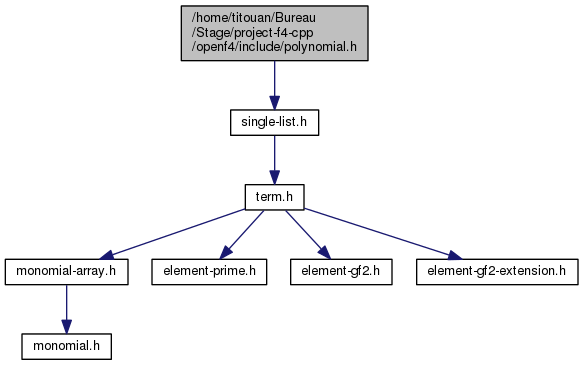 /home/titouan/Bureau
/Stage/project-f4-cpp
/openf4/include/polynomial.h
single-list.h
term.h
monomial-array.h
element-prime.h
element-gf2.h
element-gf2-extension.h
monomial.h